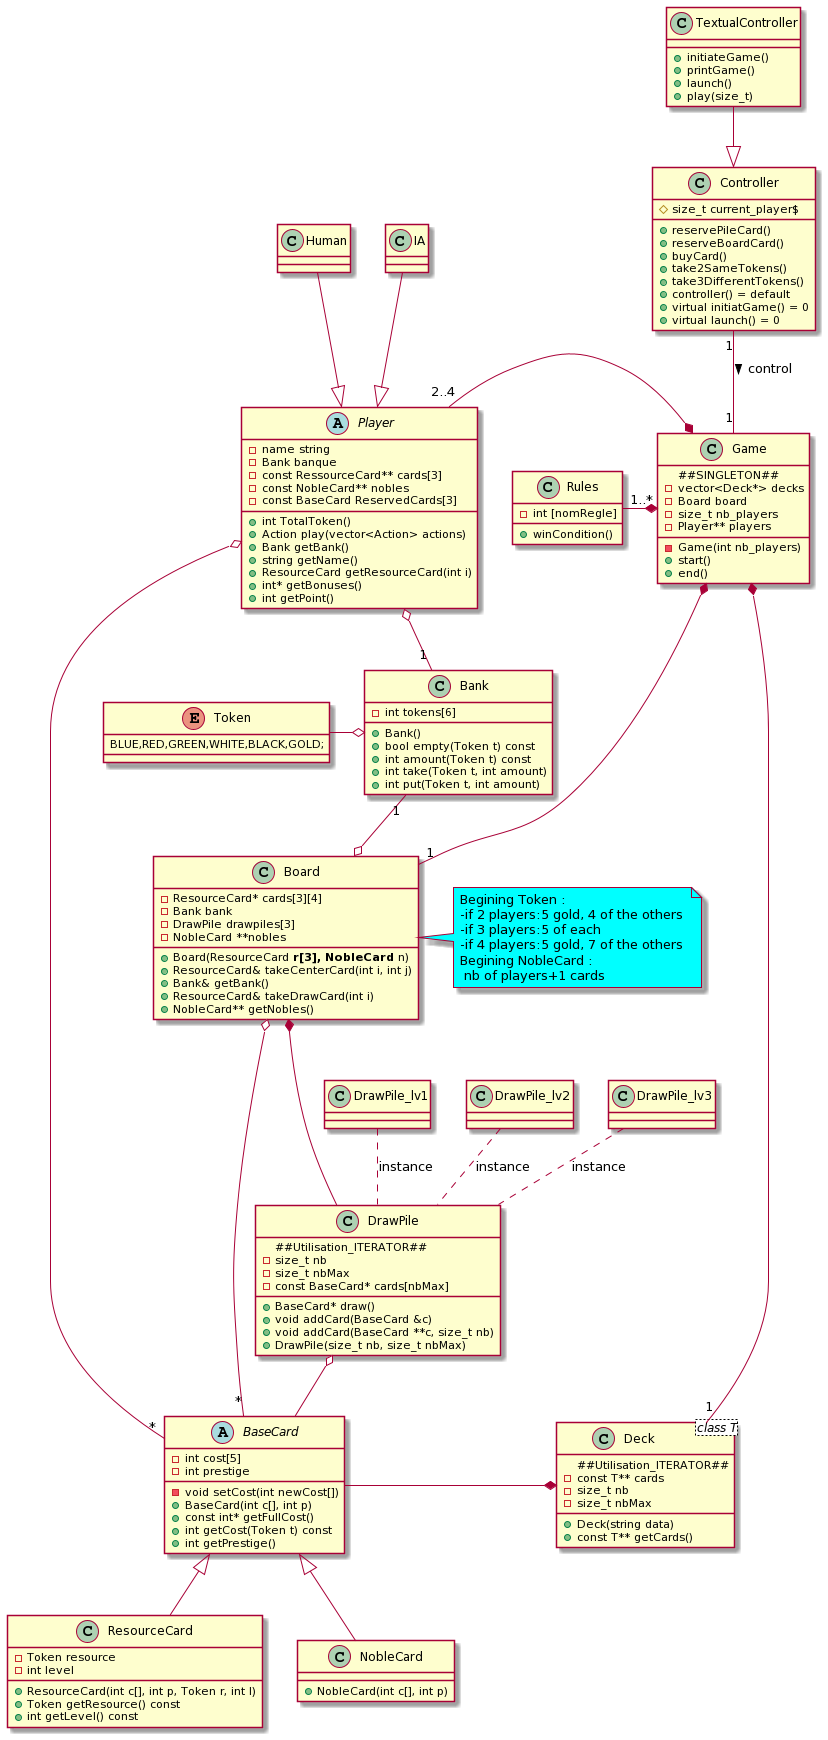 C TextualController
initiateGame()
printGame()
launch()
play(size_t)
C Controller
size_t current_player$
reservePileCard()
reserveBoardCard()
buyCard()
take2SameTokens()
take3DifferentTokens()
controller() = default
virtual initiatGame() = 0
virtual launch() = 0
C Human
C IA
1
control
1
2..4
A Player
name string
Bank banque
const RessourceCard** cards[3]
const NobleCard** nobles
const BaseCard ReservedCards[3]
int TotalToken()
Action play(vector<Action> actions)
Bank getBank()
string getName()
ResourceCard getResourceCard(int i)
int* getBonuses()
int getPoint()
C Rules
int [nomRegle]
winCondition()
1..*
C Game
##SINGLETON##
vector<Deck*> decks
Board board
size_t nb_players
Player** players
Game(int nb_players)
start()
end()
1
C Bank
int tokens[6]
Bank()
bool empty(Token t) const
int amount(Token t) const
int take(Token t, int amount)
int put(Token t, int amount)
E Token
BLUE,RED,GREEN,WHITE,BLACK,GOLD;
1
1
C Board
ResourceCard* cards[3][4]
Bank bank
DrawPile drawpiles[3]
NobleCard **nobles
Board(ResourceCard r[3], NobleCard n)
ResourceCard& takeCenterCard(int i, int j)
Bank& getBank()
ResourceCard& takeDrawCard(int i)
NobleCard** getNobles()
Begining Token :
-if 2 players:5 gold, 4 of the others
-if 3 players:5 of each
-if 4 players:5 gold, 7 of the others
Begining NobleCard :
nb of players+1 cards
C DrawPile_lv1
C DrawPile_lv2
C DrawPile_lv3
instance
instance
instance
C DrawPile
##Utilisation_ITERATOR##
size_t nb
size_t nbMax
const BaseCard* cards[nbMax]
BaseCard* draw()
void addCard(BaseCard &c)
void addCard(BaseCard **c, size_t nb)
DrawPile(size_t nb, size_t nbMax)
*
*
1
A BaseCard
int cost[5]
int prestige
void setCost(int newCost[])
BaseCard(int c[], int p)
const int* getFullCost()
int getCost(Token t) const
int getPrestige()
C Deck
class T
##Utilisation_ITERATOR##
const T** cards
size_t nb
size_t nbMax
Deck(string data)
const T** getCards()
C ResourceCard
Token resource
int level
ResourceCard(int c[], int p, Token r, int l)
Token getResource() const
int getLevel() const
C NobleCard
NobleCard(int c[], int p)